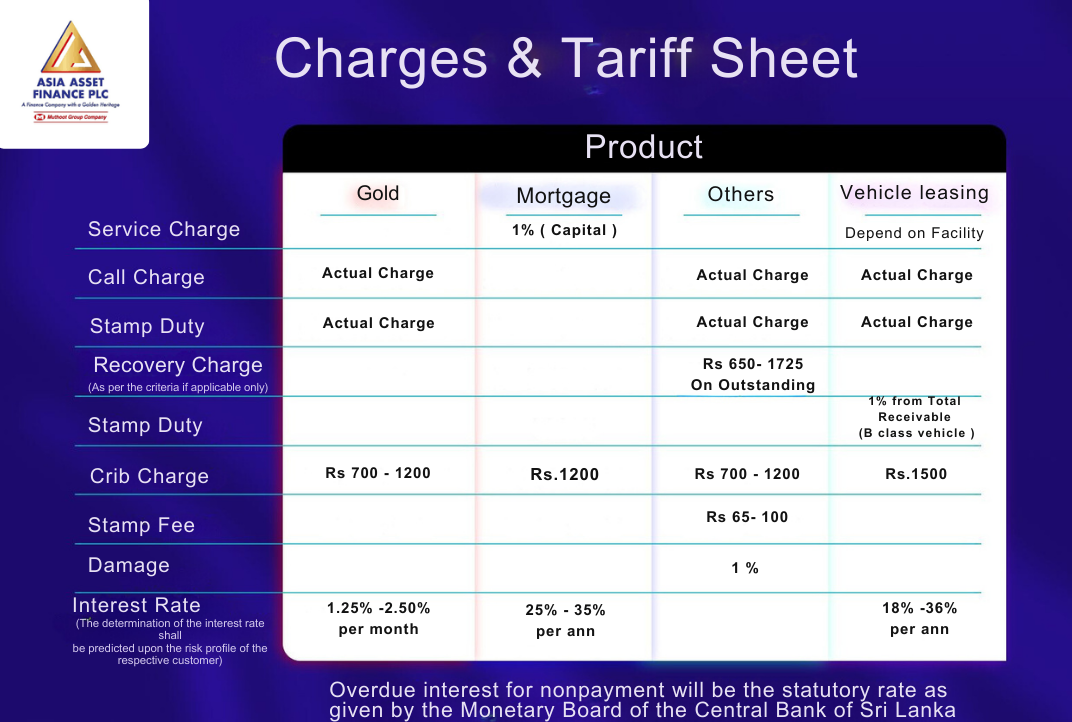 ASIA ASSET
FINANCE PLC
A Finance Company with a Golden Heritage
Muthoot Group Company
Charges & Tariff Sheet
Product
Gold Mortgage Others Vehicle leasing
Service Charge 1% ( Capital ) Depend on Facility
Call Charge Actual Charge Actual Charge Actual Charge
Stamp Duty Actual Charge Actual Charge Actual Charge
Recovery Charge Rs 650- 1725
(As per the criteria if applicable only) On Outstanding
1% from Total
Receivable
Stamp Duty (B class vehicle )
Crib Charge Rs 700 - 1200 Rs.1200 Rs 700 - 1200 Rs.1500
Stamp Fee Rs 65- 100
Damage 1 %
Interest Rate 1.25% -2.50% 25% - 35% 18% -36%
per month per ann per ann
(The determination of the interest rate
shall
be predicted upon the risk profile of the
respective customer)
Overdue interest for nonpayment will be the statutory rate as
given by the Monetary Board of the Central Bank of Sri Lanka